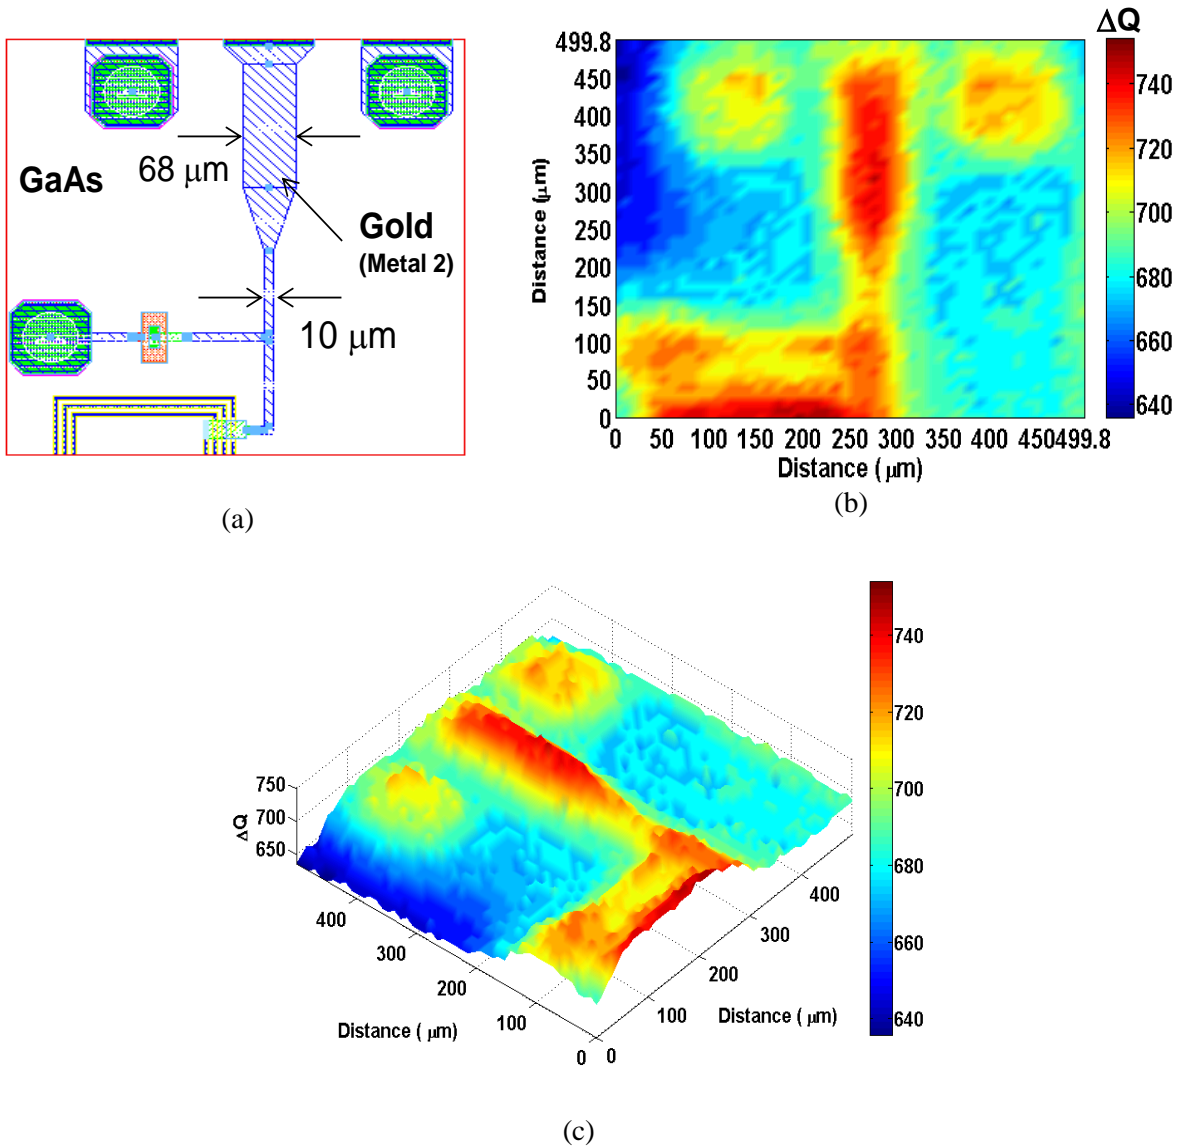 GaAs
68 μm
Gold
(Metal 2)
10 μm
(a)
ΔQ
499.8
450
400
350
300
250
200
150
100
50
0
Distance (μm)
0 50 100 150 200 250 300 350 400 450499.8
Distance ( μm)
740
720
700
680
660
640
(b)
750
700
650
ΔQ
400
300
200
100
0
Distance ( μm)
0
100
200
300
400
Distance ( μm)
740
720
700
680
660
640
(c)